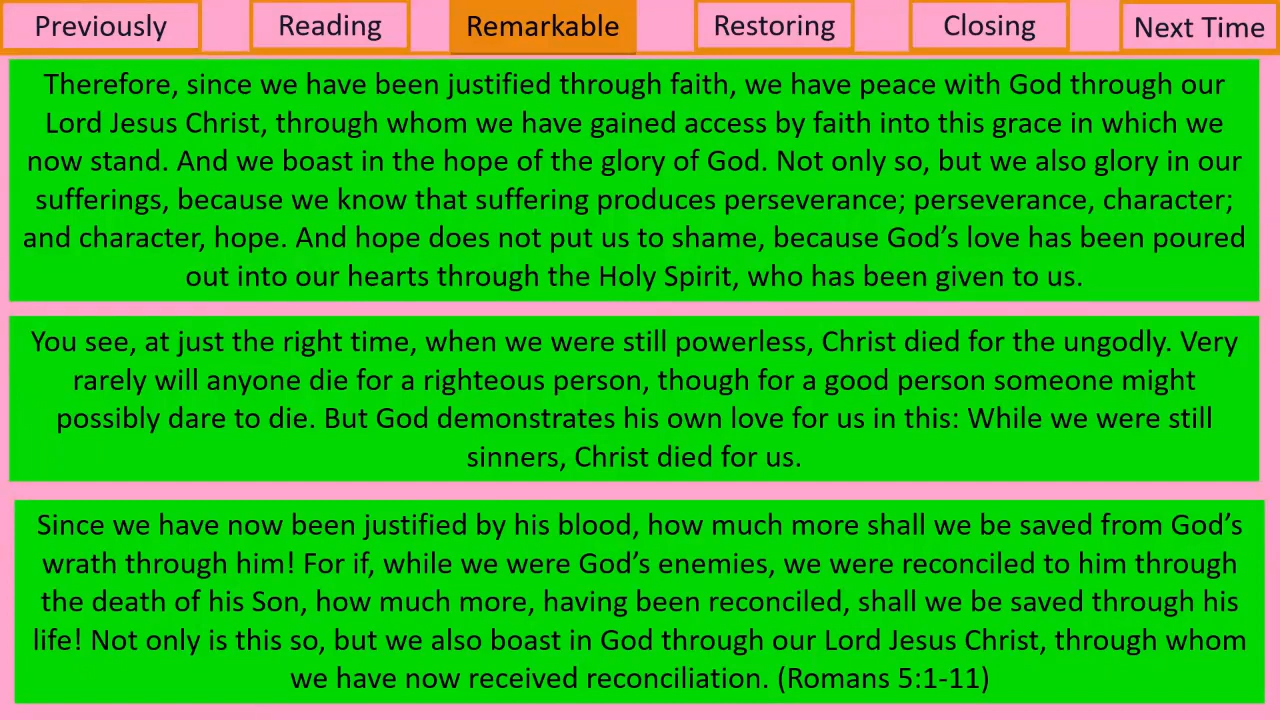 Previously
Reading
Remarkable
Restoring
Closing
Next Time
Therefore, since we have been justified through faith, we have peace with God through our
Lord Jesus Christ, through whom we have gained access by faith into this grace in which we
now stand. And we boast in the hope of the glory of God. Not only so, but we also glory in our
sufferings, because we know that suffering produces perseverance; perseverance, character;
and character, hope. And hope does not put us to shame, because God’s love has been poured
out into our hearts through the Holy Spirit, who has been given to us.
You see, at just the right time, when we were still powerless, Christ died for the ungodly. Very
rarely will anyone die for a righteous person, though for a good person someone might
possibly dare to die. But God demonstrates his own love for us in this: While we were still
sinners, Christ died for us.
Since we have now been justified by his blood, how much more shall we be saved from God’s
wrath through him! For if, while we were God’s enemies, we were reconciled to him through
the death of his Son, how much more, having been reconciled, shall we be saved through his
life! Not only is this so, but we also boast in God through our Lord Jesus Christ, through whom
we have now received reconciliation. (Romans 5:1-11)